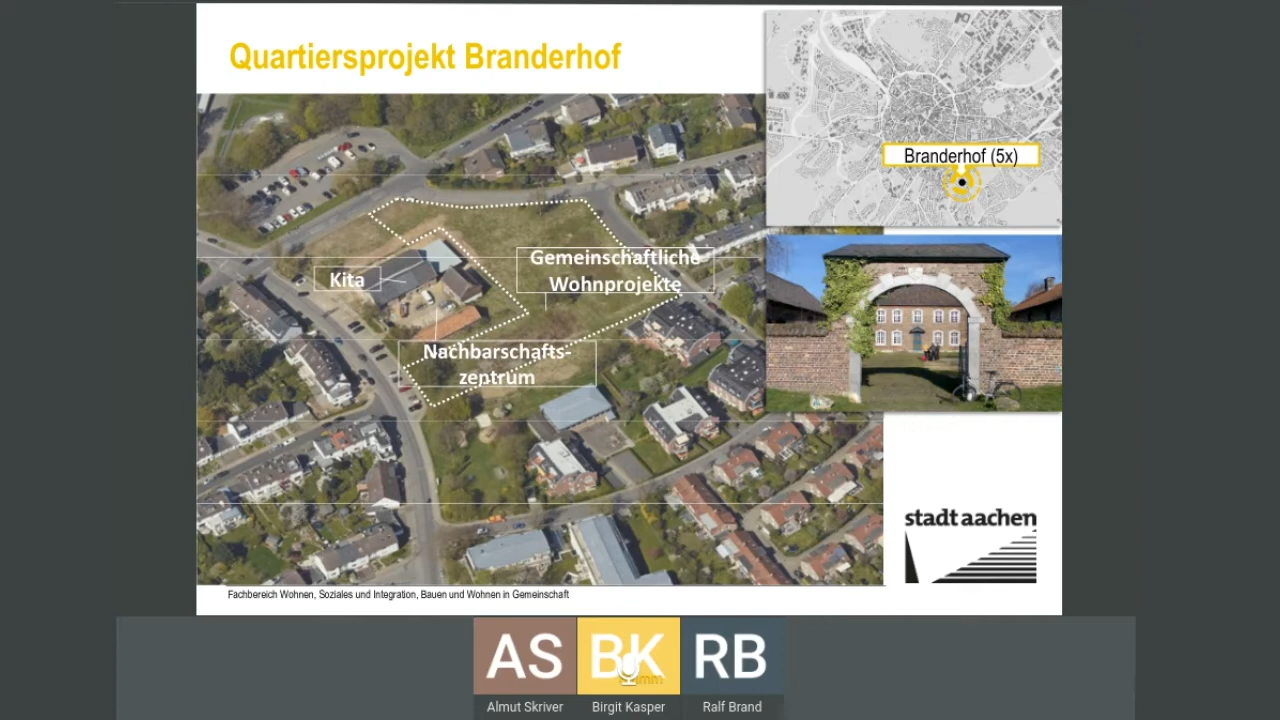 Quartiersprojekt Branderhof
Branderhof (5x)
Gemeinschaftliche
Wohnprojekte
Kita
Nachbarschafts-
zentrum
stadt aachen
Fachbereich Wohnen, Soziales und Integration, Bauen und Wohnen in Gemeinschaft
AS
BK
RB
Almut Skriver
Birgit Kasper
Ralf Brand